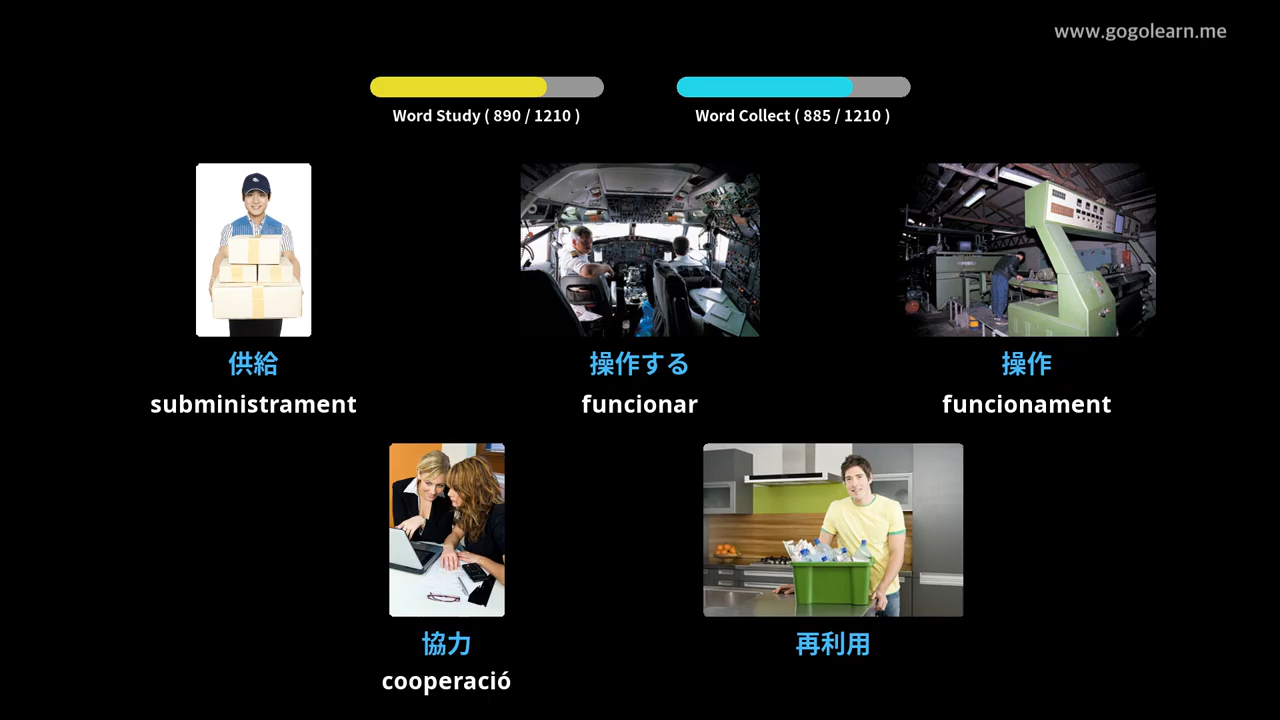 www.gogolearn.me
Word Study ( 890 / 1210 )
Word Collect ( 885 / 1210 )
供給
subministrament
操作する
funcionar
操作
funcionament
協力
cooperació
再利用